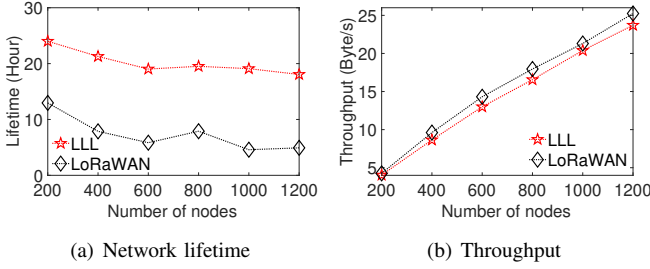 30
20
10
0
Lifetime (Hour)
LLL
LoRaWAN
200 400 600 800 1000 1200
Number of nodes
(a) Network lifetime
25
20
15
10
5
Throughput (Byte/s)
LLL
LoRaWAN
200 400 600 800 1000 1200
Number of nodes
(b) Throughput